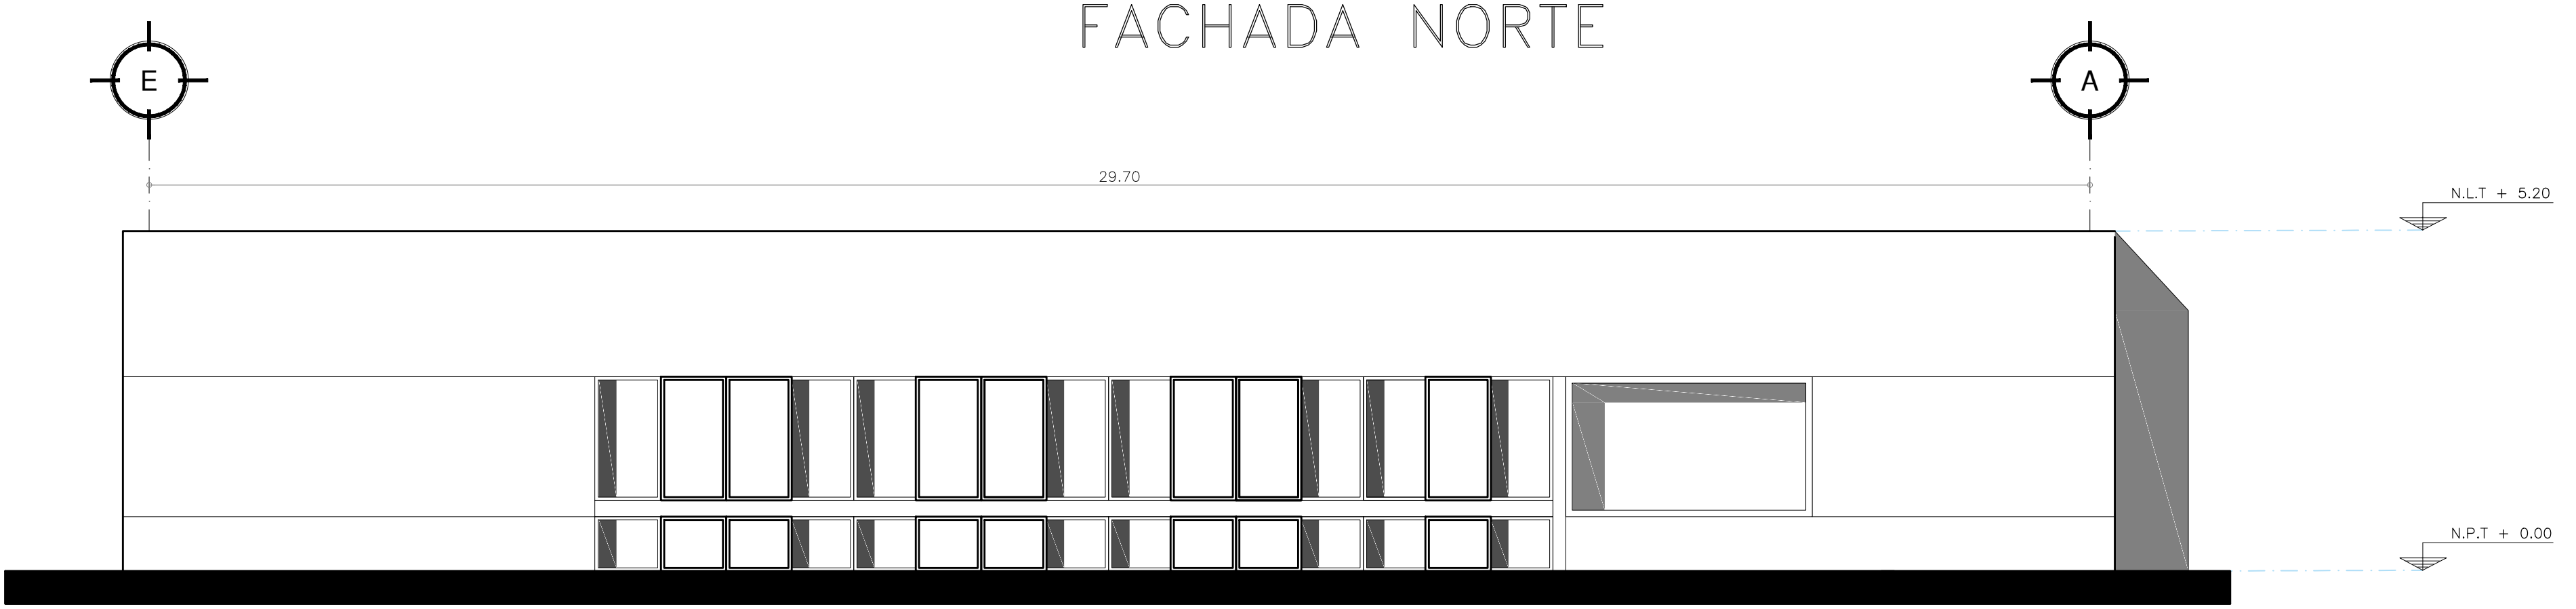 FACHADA NORTE
E
A
29.70
N.L.T + 5.20
N.P.T + 0.00